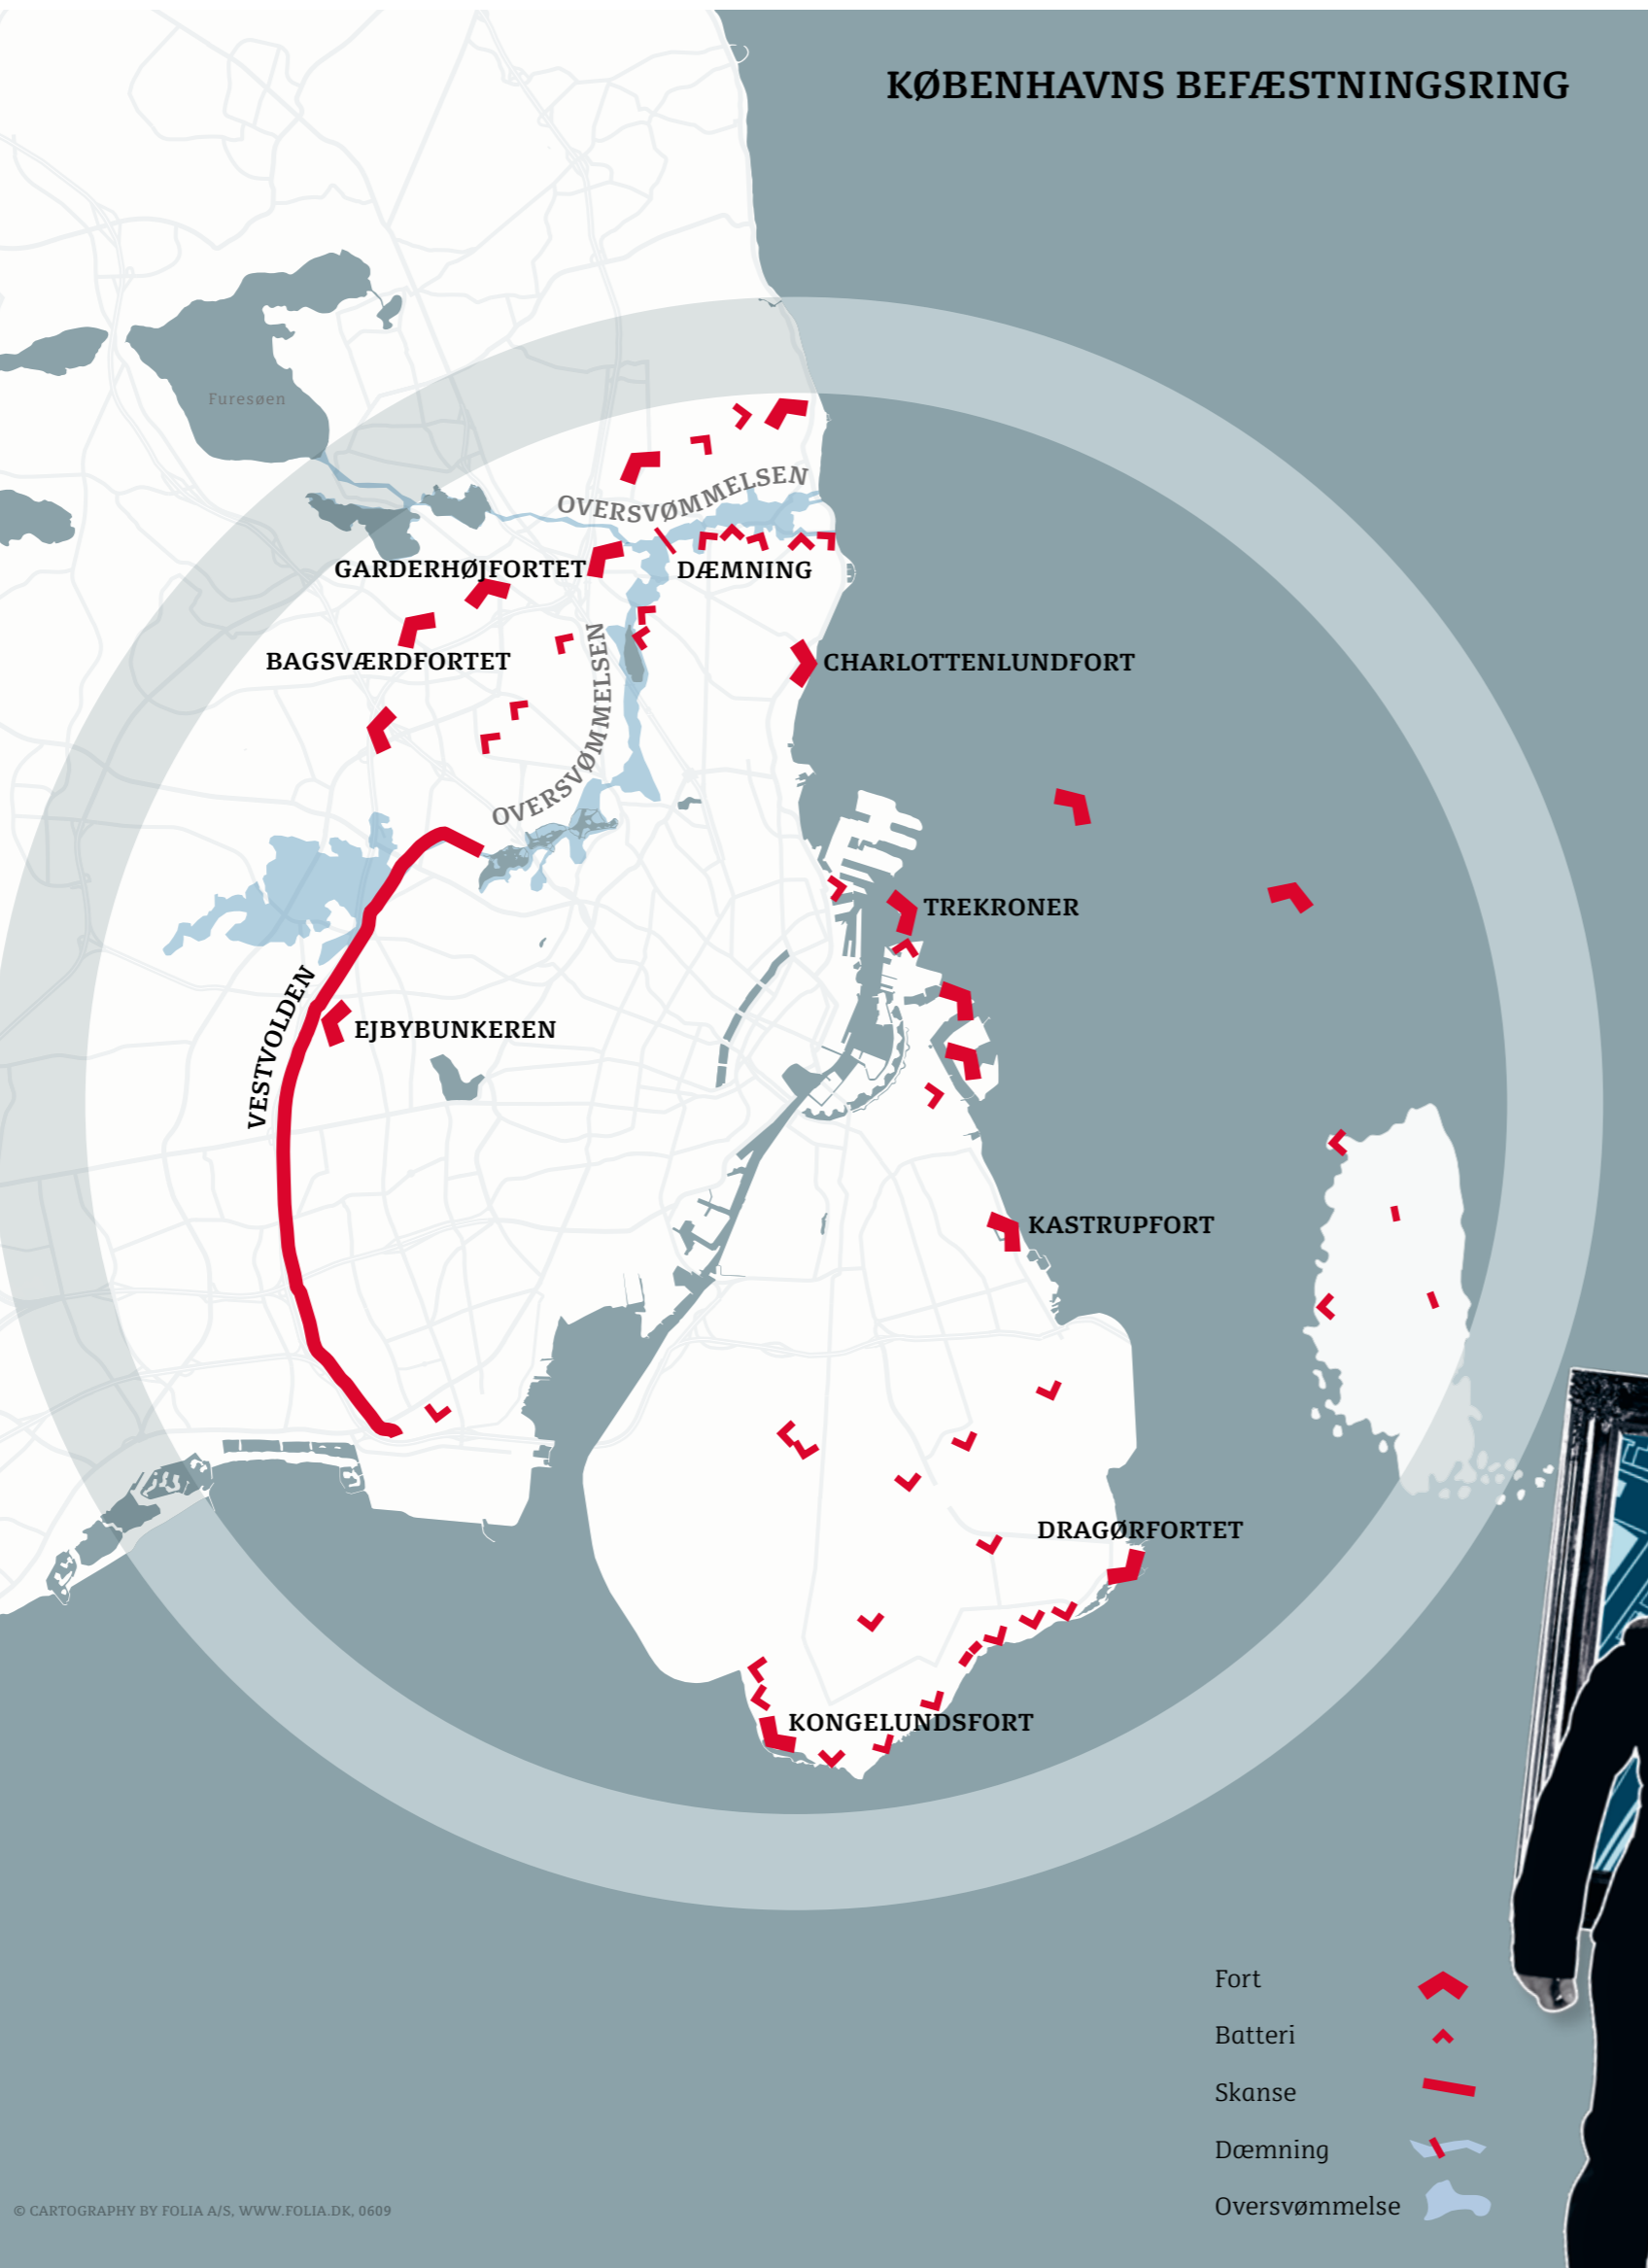 KØBENHAVNS BEFÆSTNINGSRING
Furesøen
OVERSVØMMELSEN
GARDERHØJFORTET
DÆMNING
BAGSVÆRDFORTET
CHARLOTTENLUNDFORT
OVERSVØMMELSEN
TREKRONER
VESTVOLDEN
EJBYBUNKEREN
KASTRUPFORT
DRAGØRFORTET
KONGELUNDSFORT
Fort
Batteri
Skanse
Dæmning
Oversvømmelse
© CARTOGRAPHY BY FOLIA A/S, WWW.FOLIA.DK, 0609